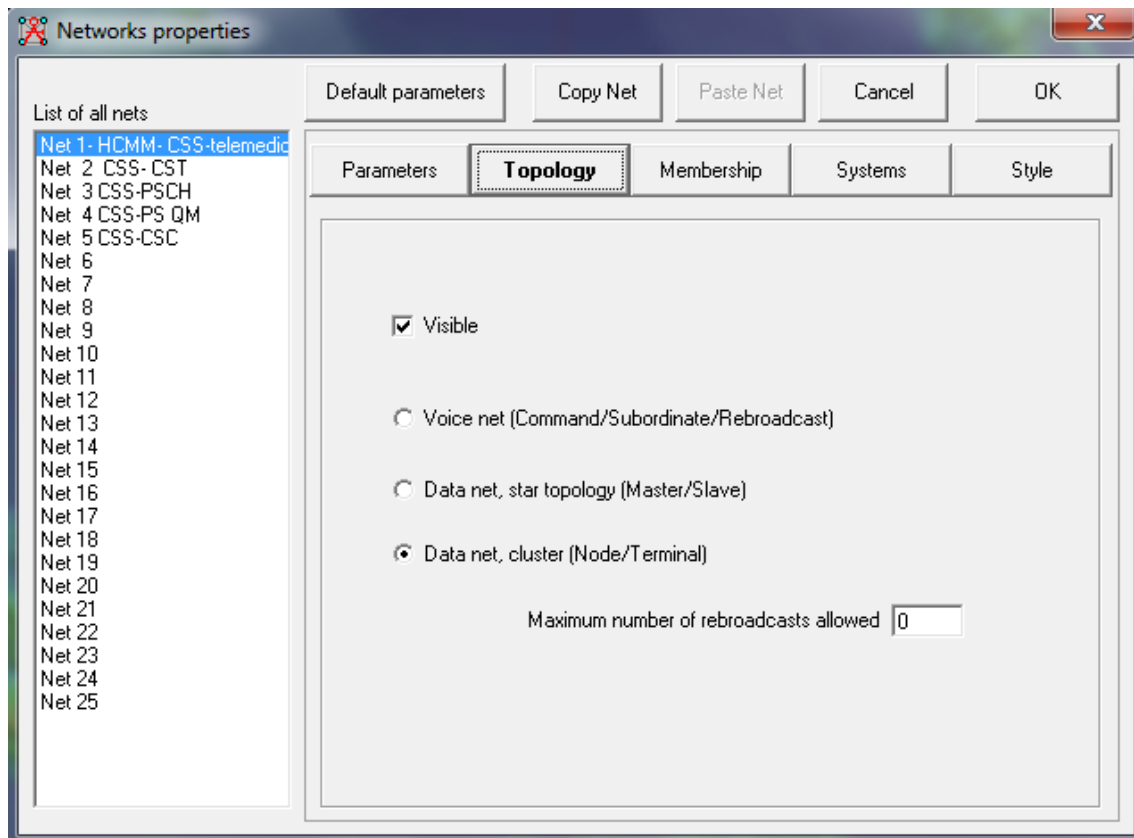 Networks properties
x
Default parameters Copy Net Paste Net Cancel OK
List of all nets
Net 1- HCMM- CSS-telemedic
Net 2 CSS- CST
Net 3 CSS-PSCH
Net 4 CSS-PS QM
Net 5 CSS-CSC
Net 6
Net 7
Net 8
Net 9
Net 10
Net 11
Net 12
Net 13
Net 14
Net 15
Net 16
Net 17
Net 18
Net 19
Net 20
Net 21
Net 22
Net 23
Net 24
Net 25
Parameters Topology Membership Systems Style
Visible
Voice net (Command/Subordinate/Rebroadcast)
Data net, star topology (Master/Slave)
Data net, cluster (Node/Terminal)
Maximum number of rebroadcasts allowed 0